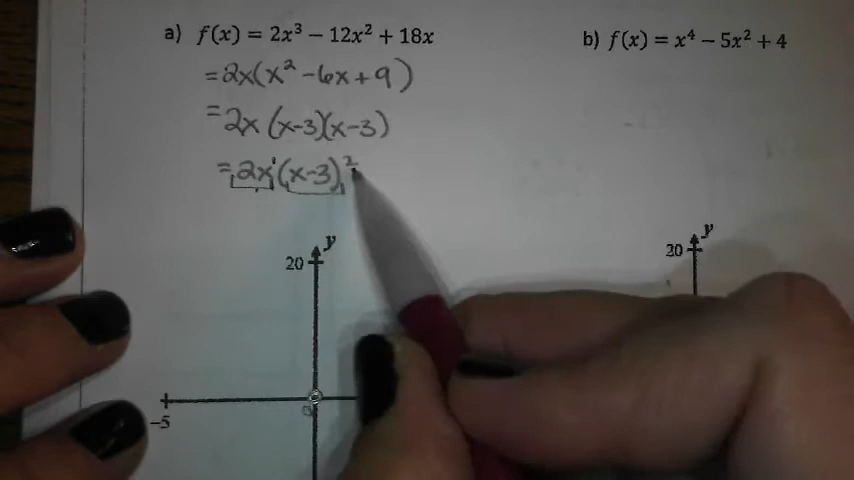 a) f(x) = 2x³ − 12x² + 18x
= 2x(x² − 6x + 9)
= 2x (x−3)(x−3)
= 2x¹(x−3)²
y
20
−5
0
b) f(x) = x⁴ − 5x² + 4
y
20